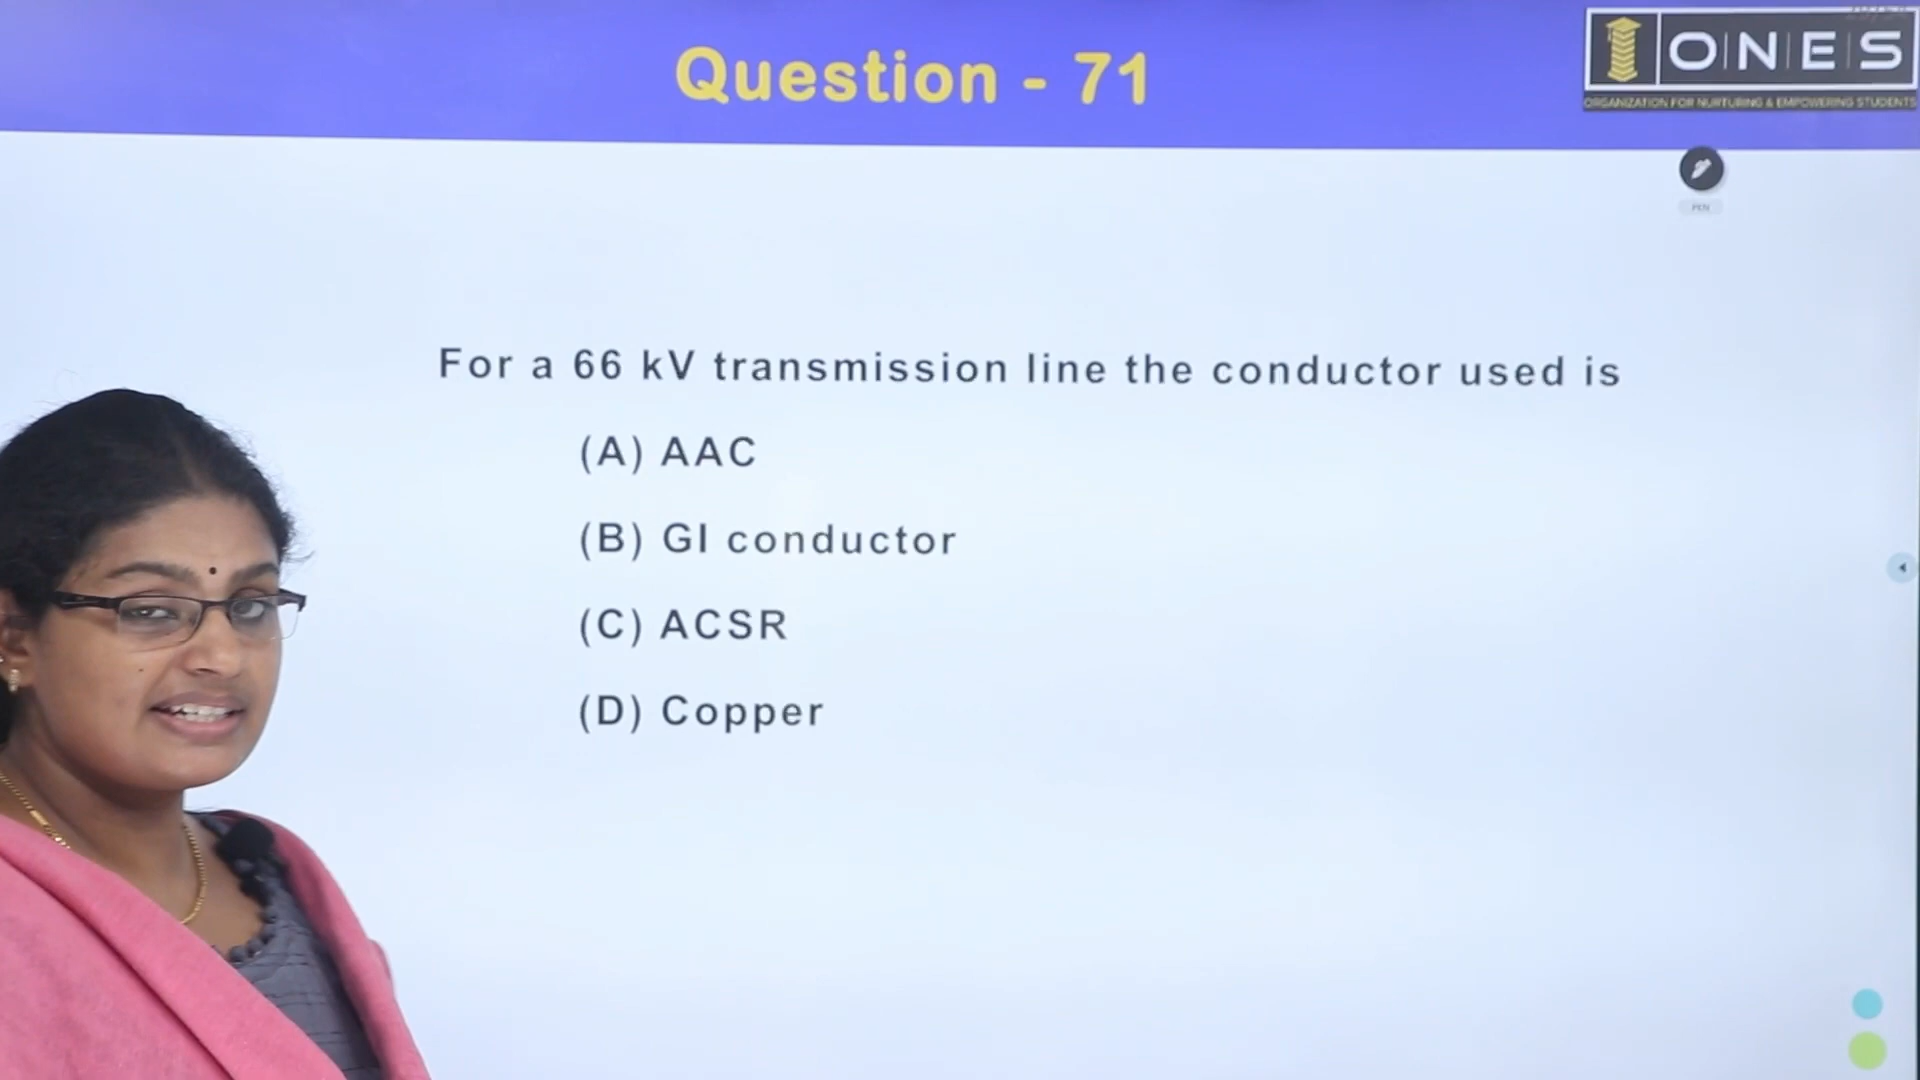 Question - 71
ONES
ORGANIZATION FOR NURTURING & EMPOWERING STUDENTS
PEN
For a 66 kV transmission line the conductor used is
(A) AAC
(B) GI conductor
(C) ACSR
(D) Copper